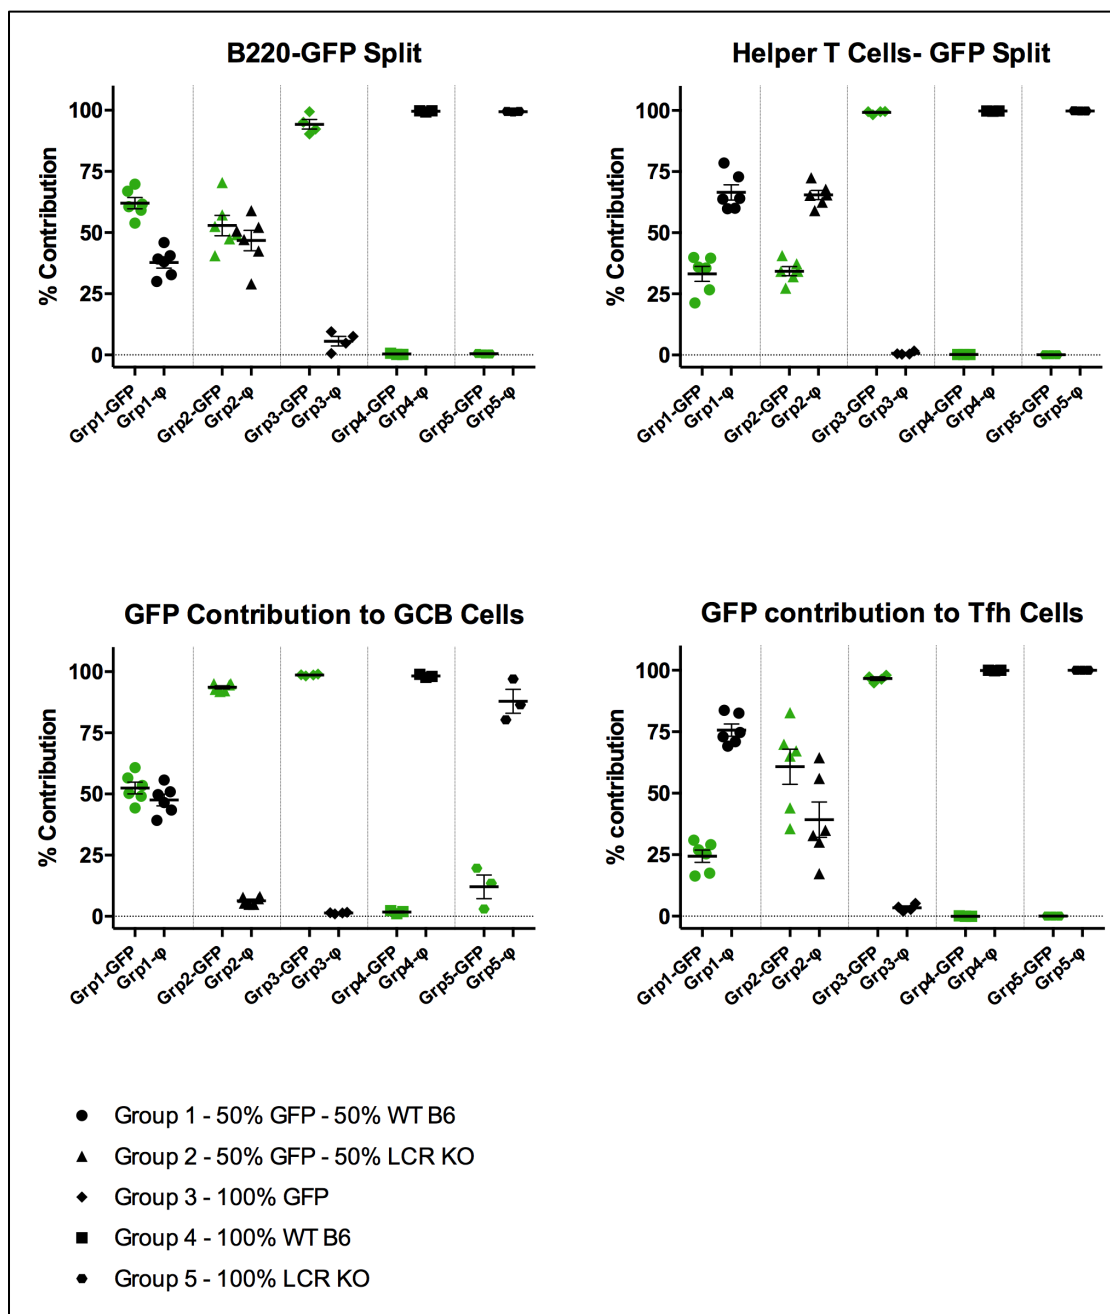 B220-GFP Split
% Contribution
100
75
50
25
0
Grp1-GFP
Grp1-φ
Grp2-GFP
Grp2-φ
Grp3-GFP
Grp3-φ
Grp4-GFP
Grp4-φ
Grp5-GFP
Grp5-φ
Helper T Cells- GFP Split
% Contribution
100
75
50
25
0
Grp1-GFP
Grp1-φ
Grp2-GFP
Grp2-φ
Grp3-GFP
Grp3-φ
Grp4-GFP
Grp4-φ
Grp5-GFP
Grp5-φ
GFP Contribution to GCB Cells
% Contribution
100
75
50
25
0
Grp1-GFP
Grp1-φ
Grp2-GFP
Grp2-φ
Grp3-GFP
Grp3-φ
Grp4-GFP
Grp4-φ
Grp5-GFP
Grp5-φ
GFP contribution to Tfh Cells
% contribution
100
75
50
25
0
Grp1-GFP
Grp1-φ
Grp2-GFP
Grp2-φ
Grp3-GFP
Grp3-φ
Grp4-GFP
Grp4-φ
Grp5-GFP
Grp5-φ
Group 1 - 50% GFP - 50% WT B6
Group 2 - 50% GFP - 50% LCR KO
Group 3 - 100% GFP
Group 4 - 100% WT B6
Group 5 - 100% LCR KO